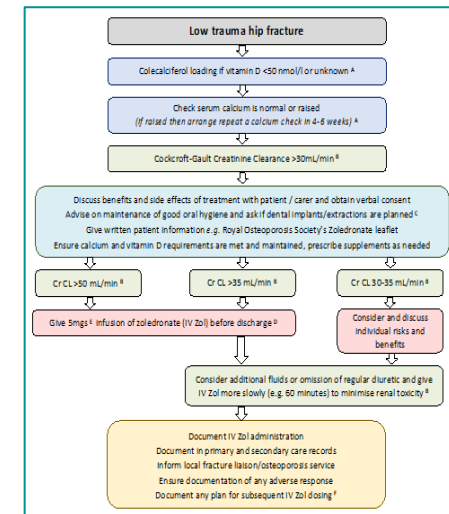 Low trauma hip fracture
Colecalciferol loading if vitamin D <50 nmol/l or unknown A
Check serum calcium is normal or raised
(If raised then arrange repeat a calcium check in 4-6 weeks) A
Cockcroft-Gault Creatinine Clearance >30mL/min B
Discuss benefits and side effects of treatment with patient / carer and obtain verbal consent
Advise on maintenance of good oral hygiene and ask if dental implants/extractions are planned C
Give written patient information e.g. Royal Osteoporosis Society's Zoledronate leaflet
Ensure calcium and vitamin D requirements are met and maintained, prescribe supplements as needed
Cr CL >50 mL/min B
Cr CL >35 mL/min B
Cr CL 30-35 mL/min B
Give 5mgs E infusion of zoledronate (IV Zol) before discharge D
Consider and discuss
individual risks and
benefits
Consider additional fluids or omission of regular diuretic and give
IV Zol more slowly (e.g. 60 minutes) to minimise renal toxicity B
Document IV Zol administration
Document in primary and secondary care records
Inform local fracture liaison/osteoporosis service
Ensure documentation of any adverse response
Document any plan for subsequent IV Zol dosing F